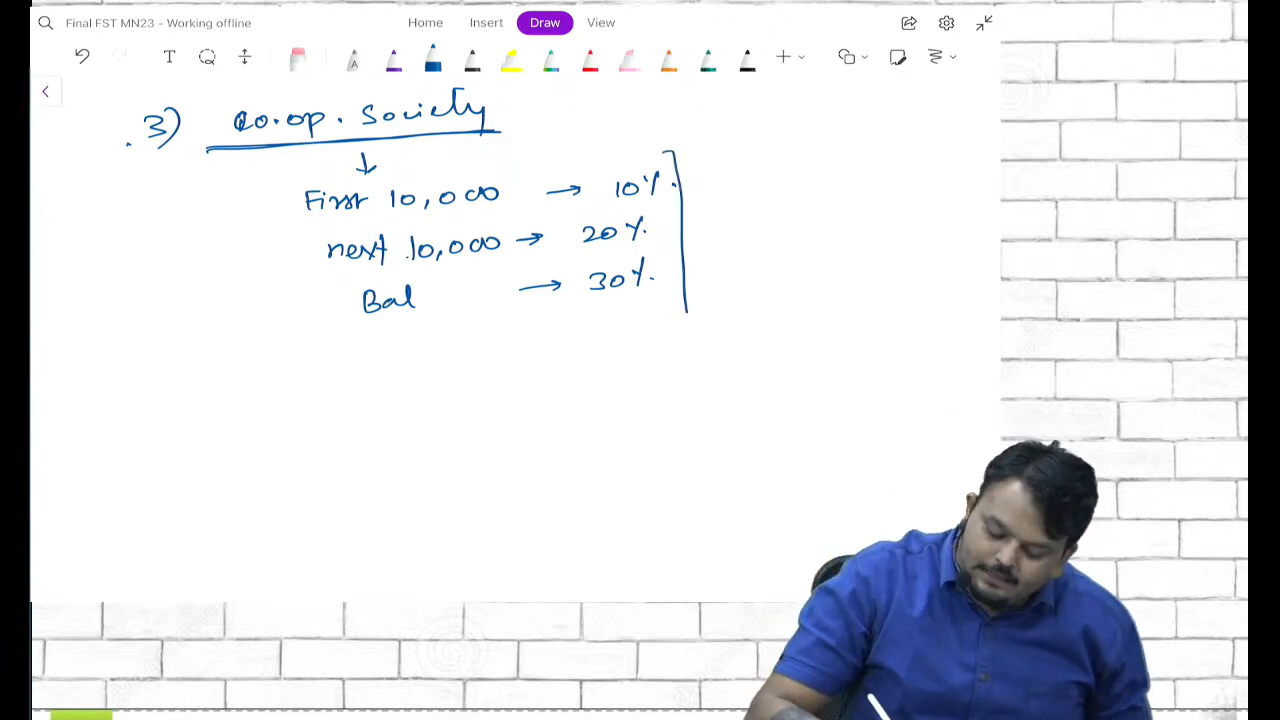 Final FST MN23 - Working offline
Home Insert Draw View
3) Co.op. Society
First 10,000 → 10%.
next 10,000 → 20%.
Bal → 30%.